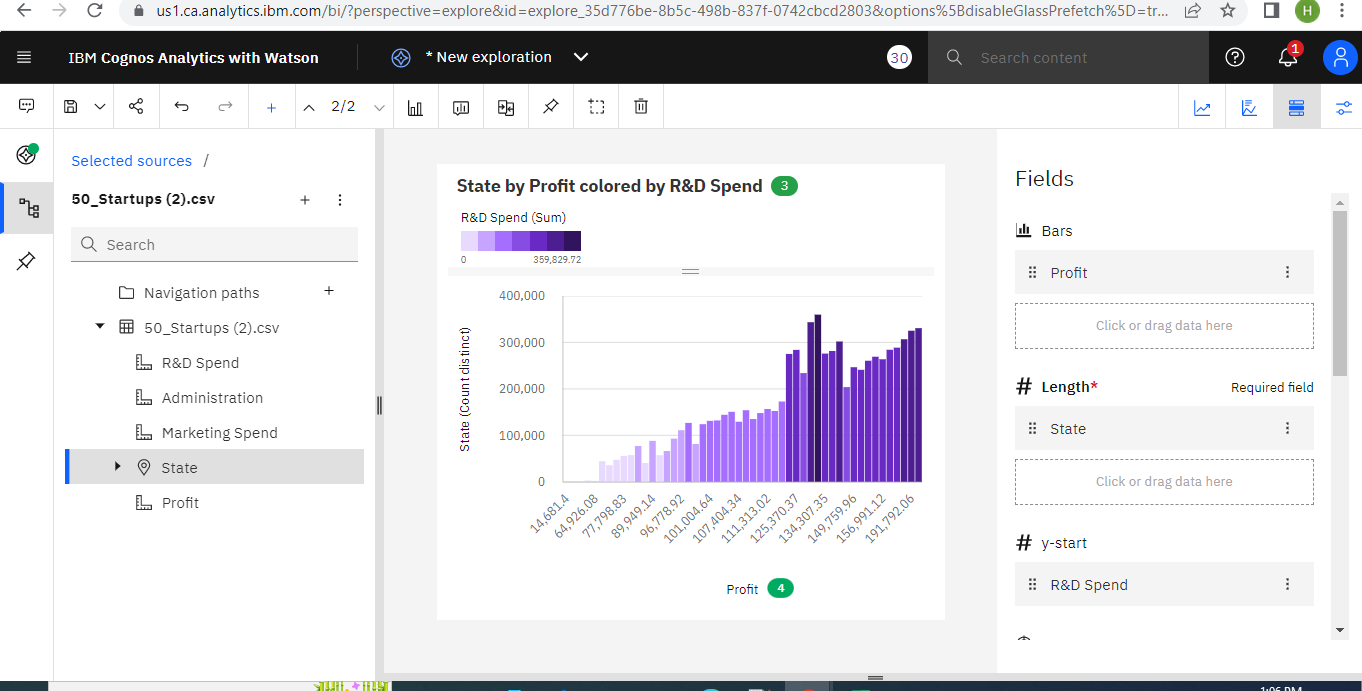 us1.ca.analytics.ibm.com/bi/?perspective=explore&id=explore_35d776be-8b5c-498b-837f-0742cbcd2803&options%5BdisableGlassPrefetch%5D=tr...
H
IBM Cognos Analytics with Watson
* New exploration
30
Search content
1
2/2
Selected sources /
50_Startups (2).csv
Search
Navigation paths
50_Startups (2).csv
R&D Spend
Administration
Marketing Spend
State
Profit
State by Profit colored by R&D Spend 3
R&D Spend (Sum)
0 359,829.72
State (Count distinct)
400,000
300,000
200,000
100,000
0
14,681.4
64,926.08
77,798.83
89,949.14
96,778.92
101,004.64
107,404.34
111,313.02
125,370.37
134,307.35
149,759.96
156,991.12
191,792.06
Profit 4
Fields
Bars
Profit
Click or drag data here
# Length* Required field
State
Click or drag data here
# y-start
R&D Spend
1:06 PM